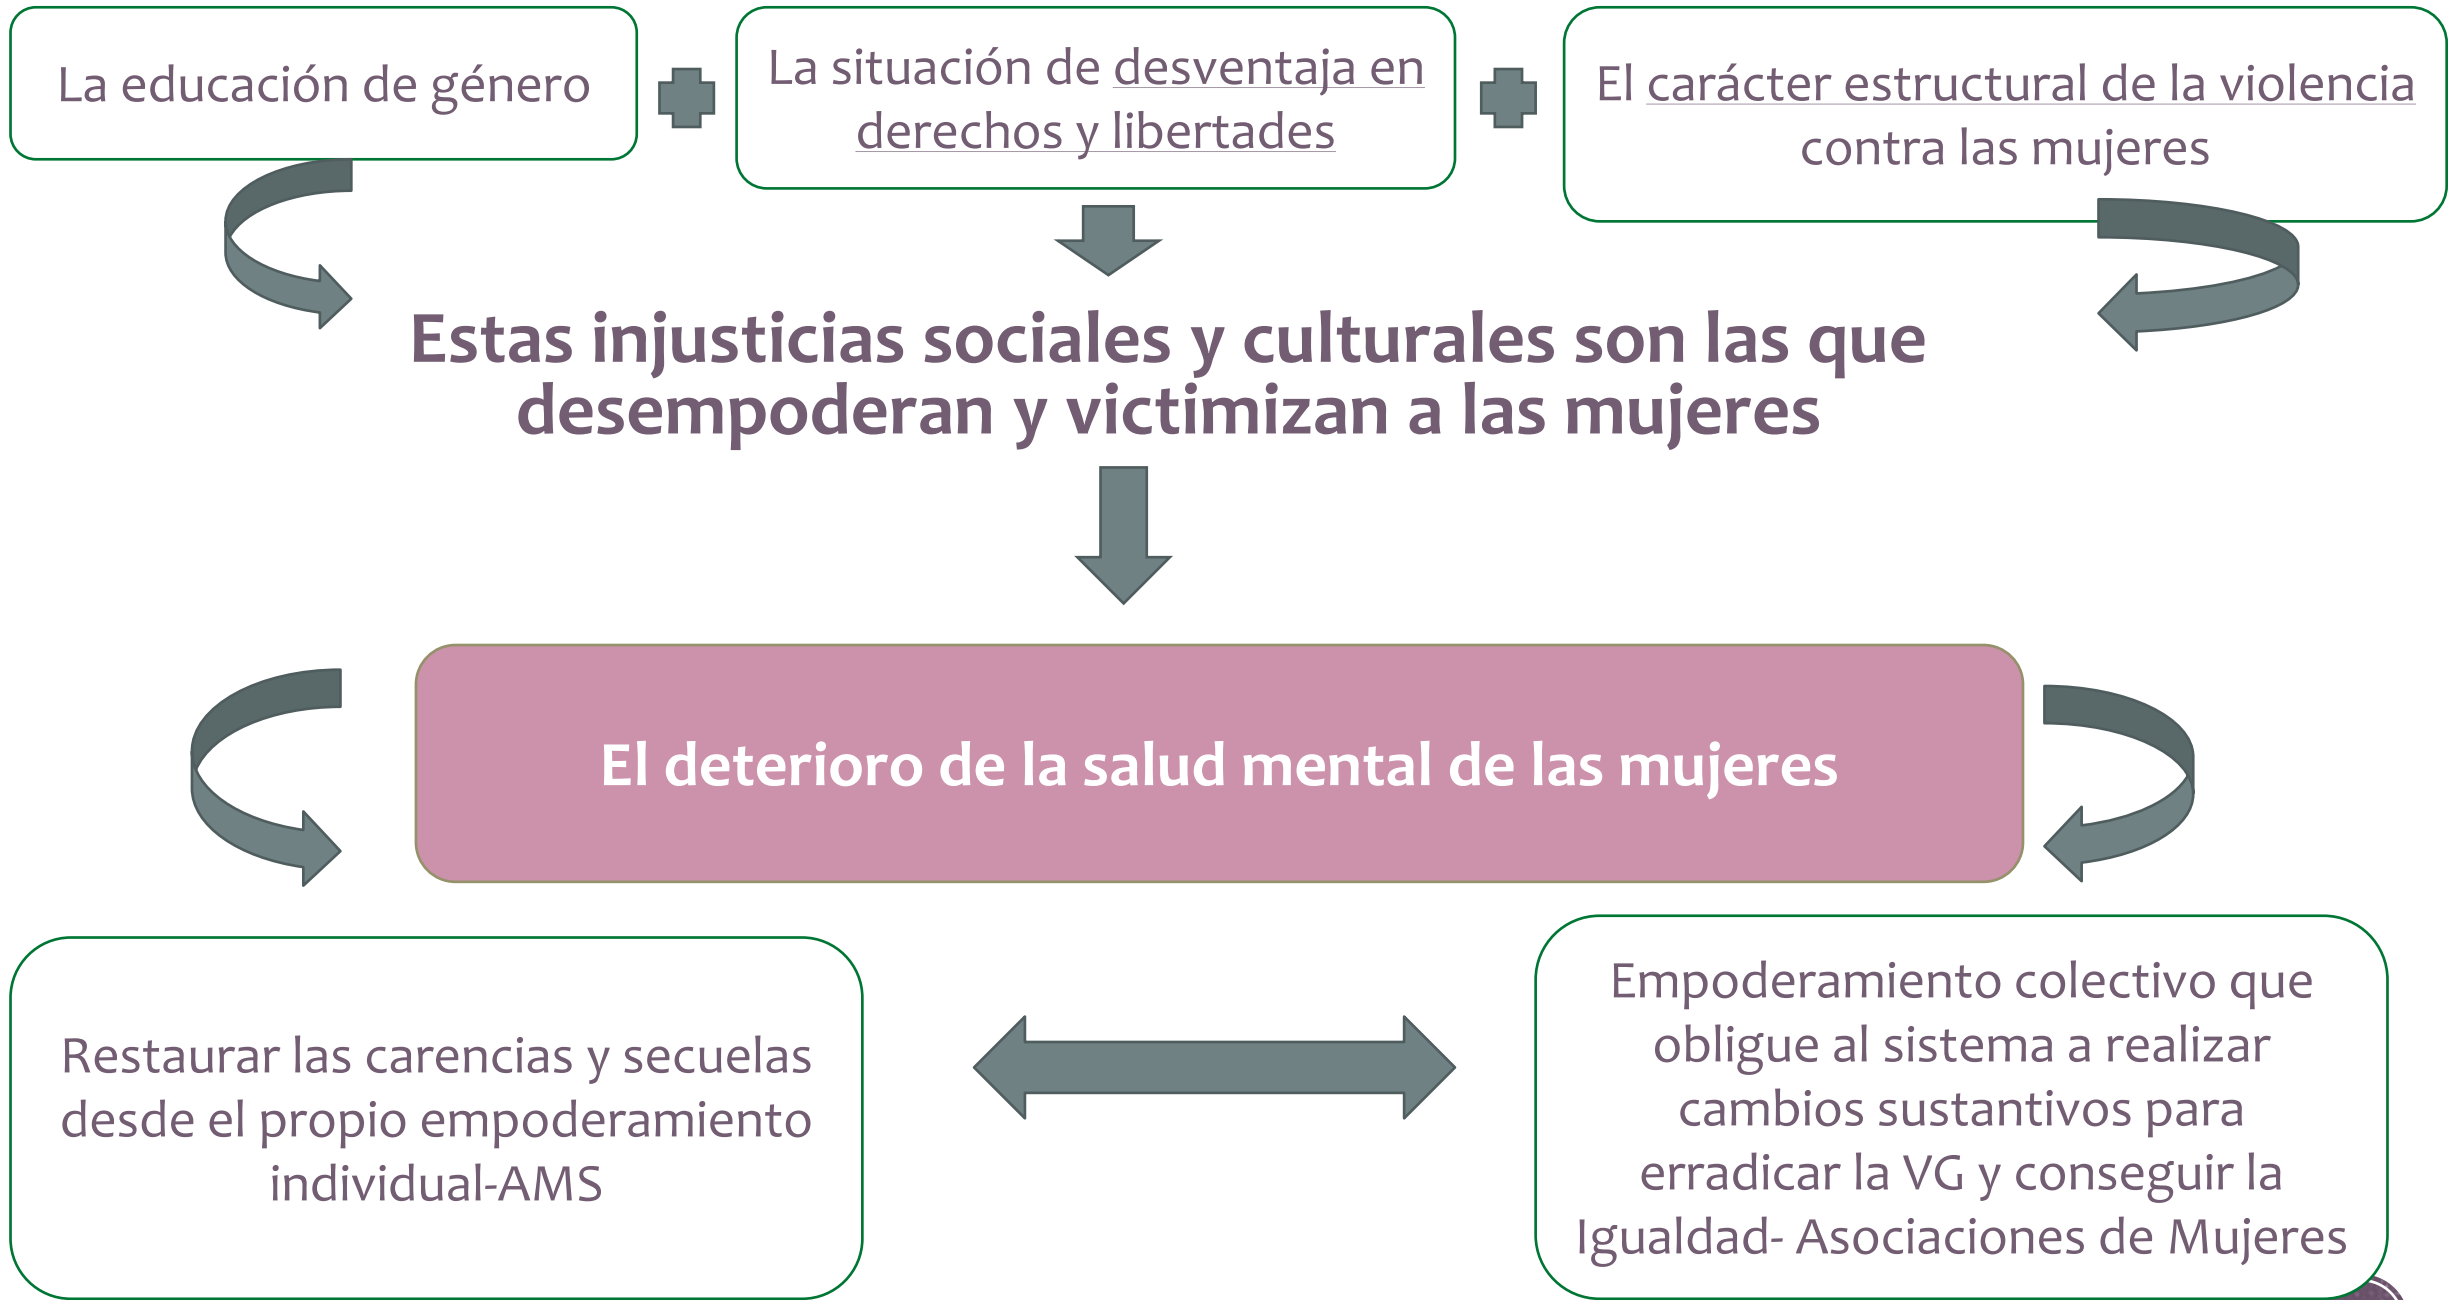 La educación de género
La situación de desventaja en
derechos y libertades
El carácter estructural de la violencia
contra las mujeres
Estas injusticias sociales y culturales son las que
desempoderan y victimizan a las mujeres
El deterioro de la salud mental de las mujeres
Restaurar las carencias y secuelas
desde el propio empoderamiento
individual-AMS
Empoderamiento colectivo que
obligue al sistema a realizar
cambios sustantivos para
erradicar la VG y conseguir la
Igualdad- Asociaciones de Mujeres